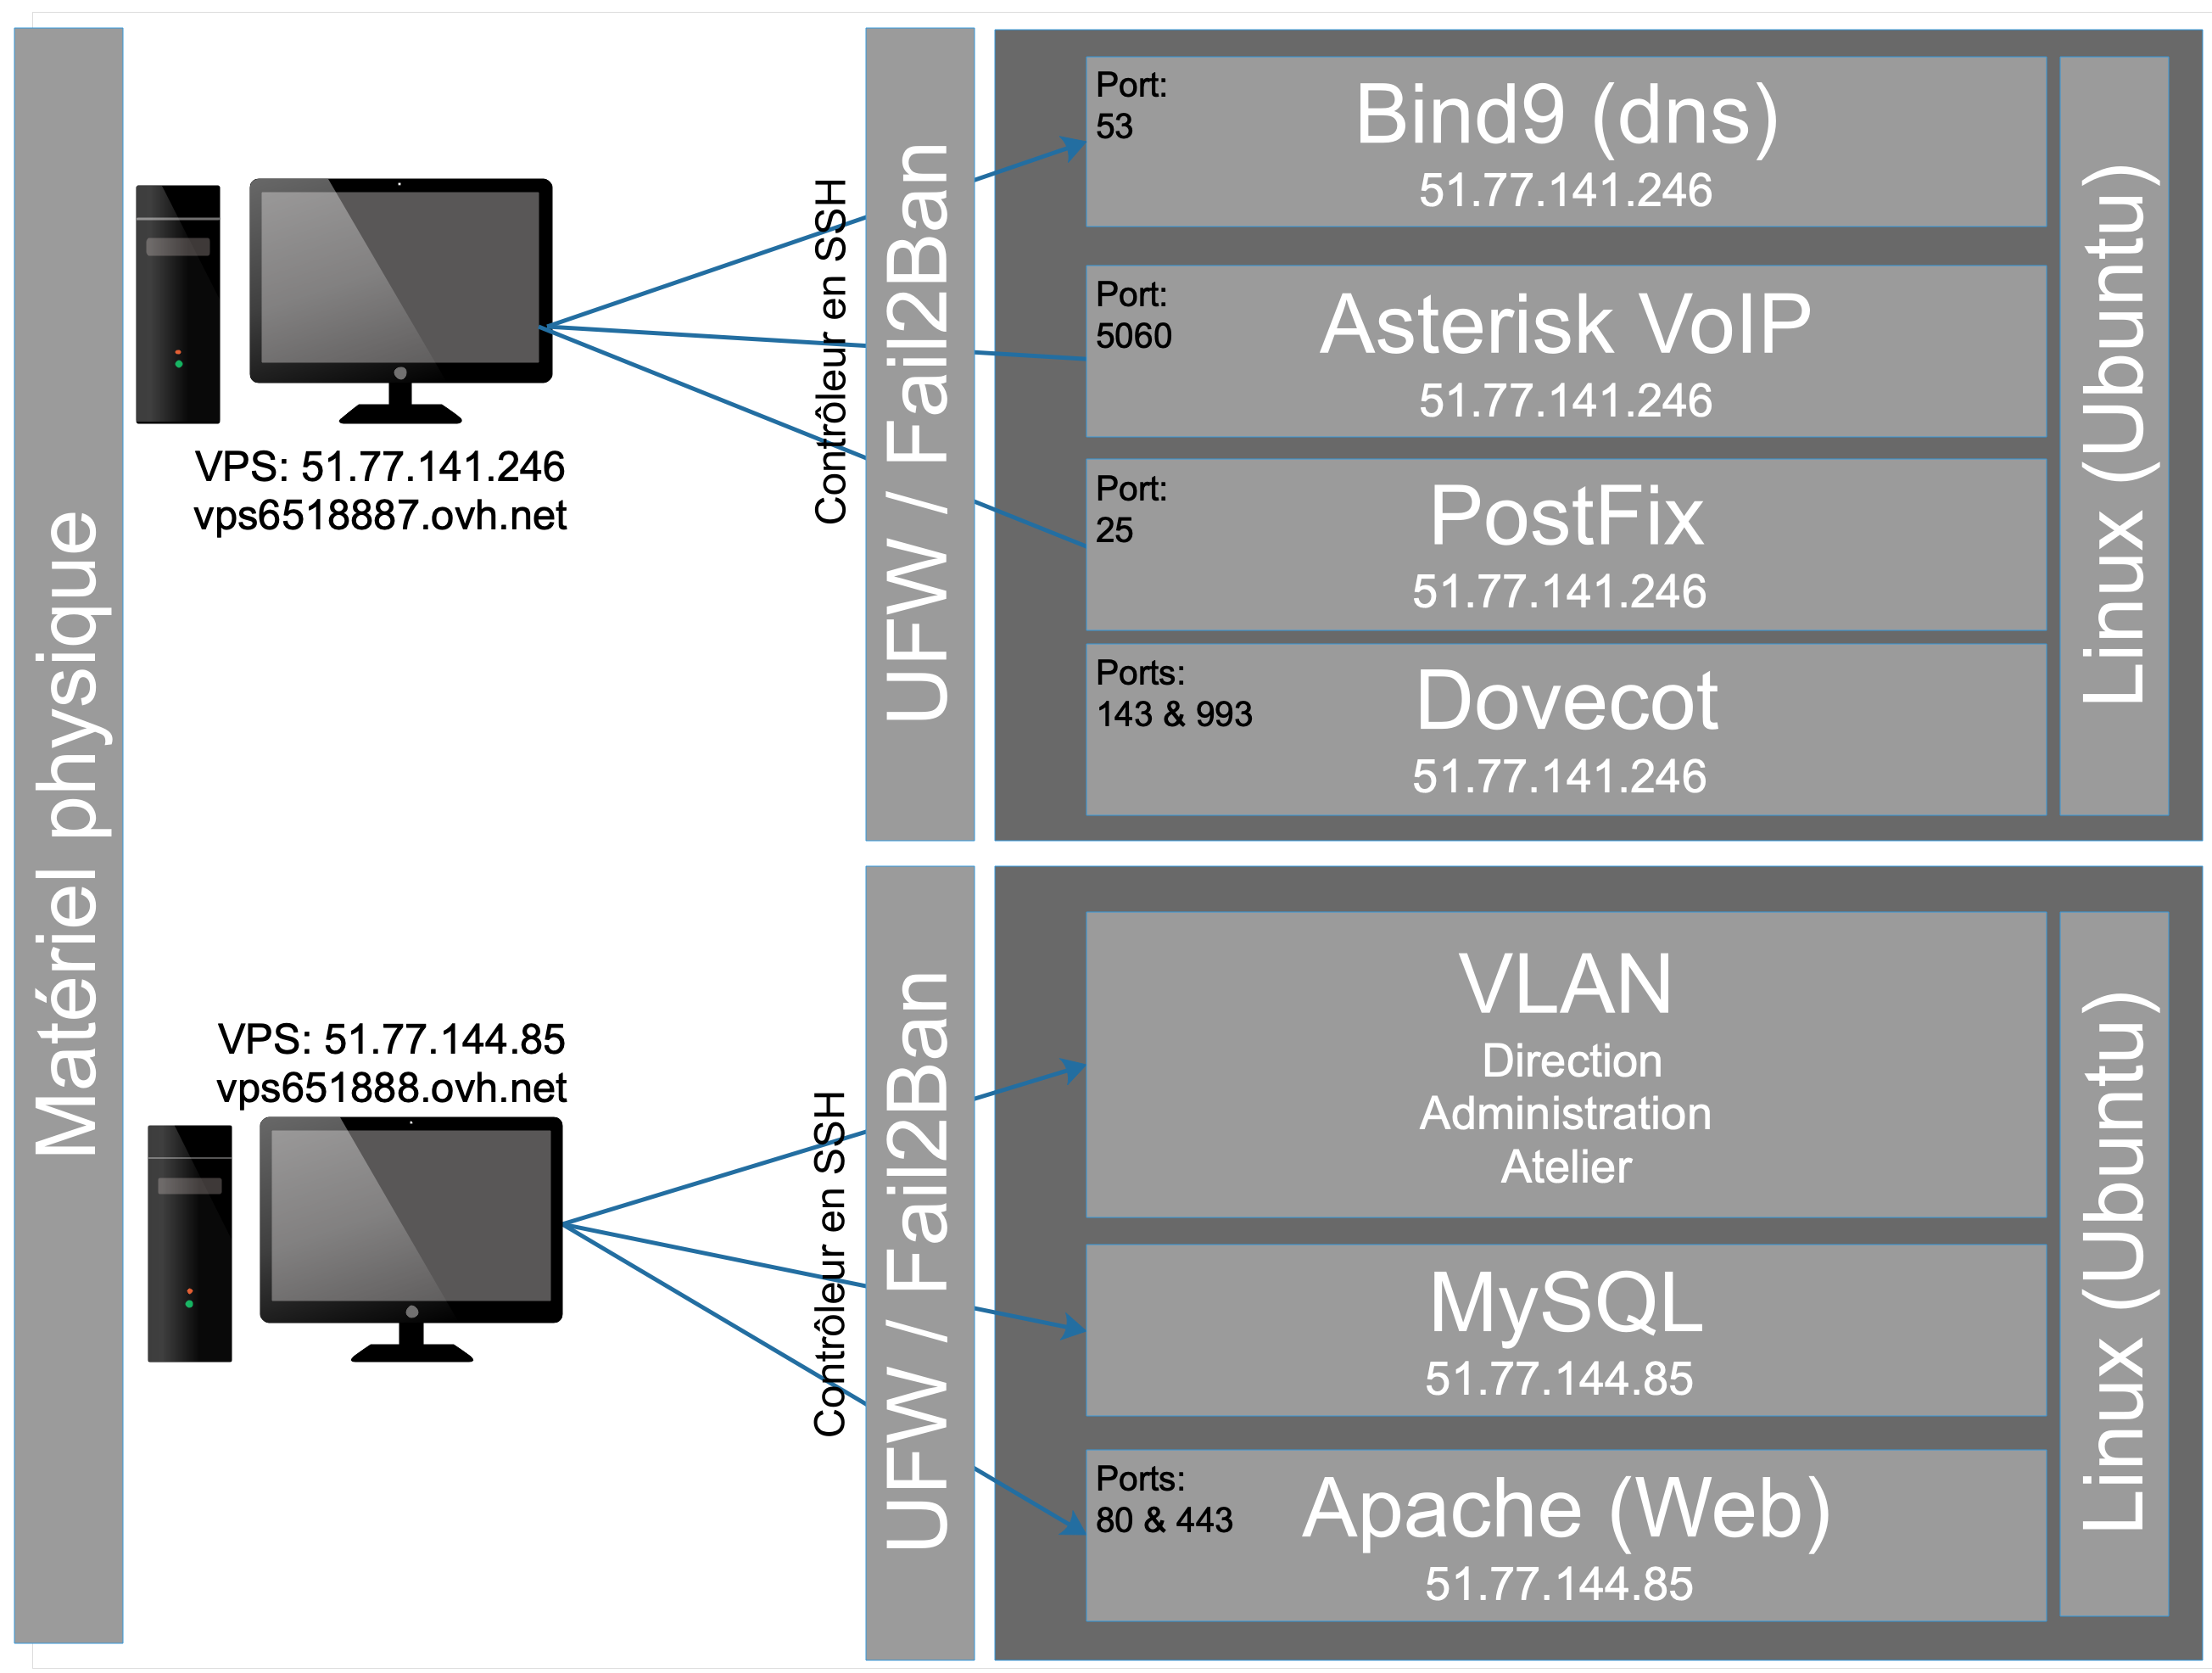 Matériel physique
VPS: 51.77.141.246
vps6518887.ovh.net
Contrôleur en SSH
UFW / Fail2Ban
Port:
53
Bind9 (dns)
51.77.141.246
Port:
5060
Asterisk VoIP
51.77.141.246
Port:
25
PostFix
51.77.141.246
Ports:
143 & 993
Dovecot
51.77.141.246
Linux (Ubuntu)
VPS: 51.77.144.85
vps651888.ovh.net
Contrôleur en SSH
UFW / Fail2Ban
VLAN
Direction
Administration
Atelier
MySQL
51.77.144.85
Ports:
80 & 443
Apache (Web)
51.77.144.85
Linux (Ubuntu)